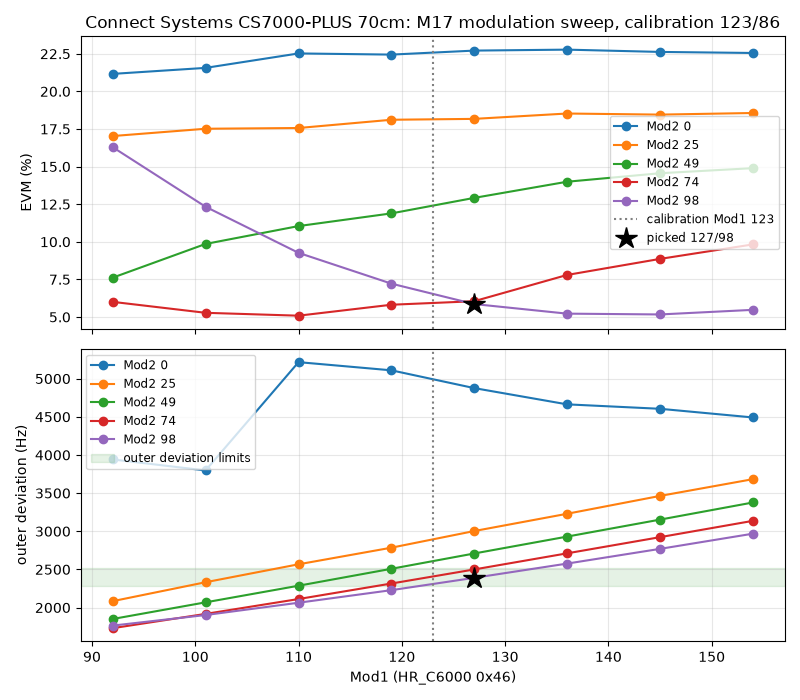 Connect Systems CS7000-PLUS 70cm: M17 modulation sweep, calibration 123/86
EVM (%)
22.5
20.0
17.5
15.0
12.5
10.0
7.5
5.0
Mod2 0
Mod2 25
Mod2 49
Mod2 74
Mod2 98
calibration Mod1 123
picked 127/98
outer deviation (Hz)
5000
4500
4000
3500
3000
2500
2000
Mod2 0
Mod2 25
Mod2 49
Mod2 74
Mod2 98
outer deviation limits
90
100
110
120
130
140
150
Mod1 (HR_C6000 0x46)